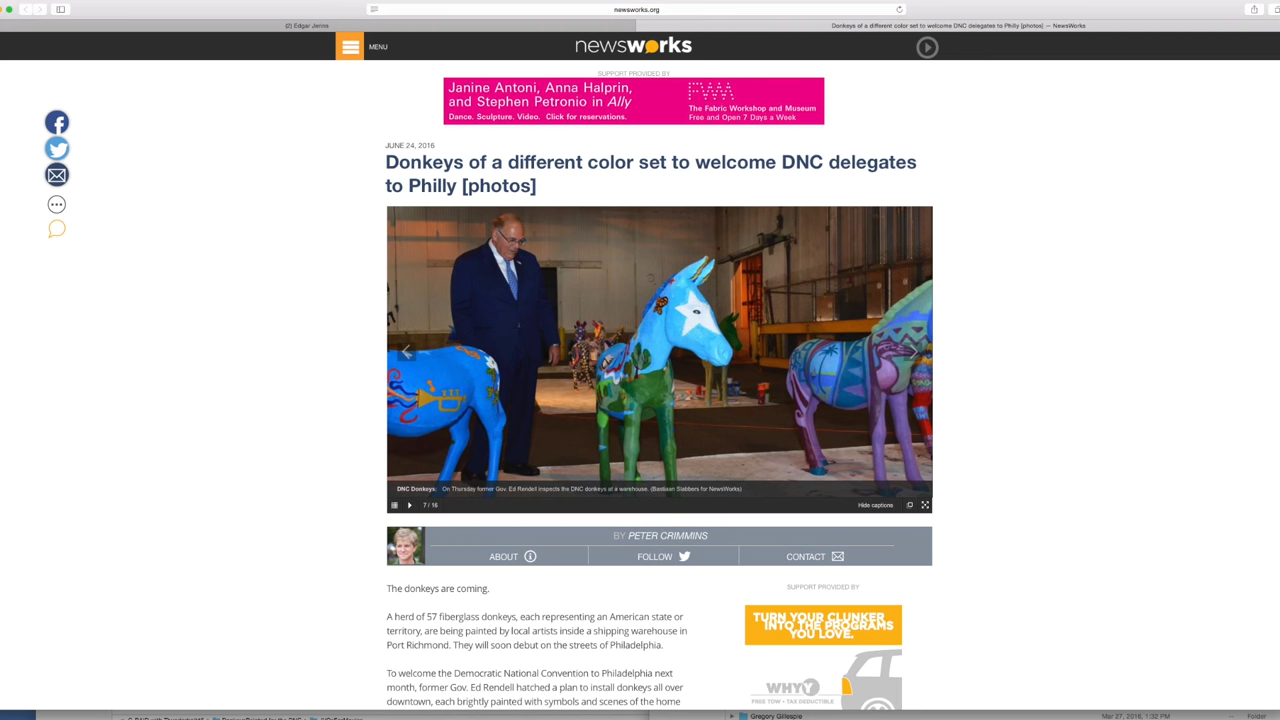 newsworks.org
(2) Edgar Jerins
Donkeys of a different color set to welcome DNC delegates to Philly [photos] — NewsWorks
MENU
newsworks
SUPPORT PROVIDED BY
Janine Antoni, Anna Halprin,
and Stephen Petronio in Ally
Dance. Sculpture. Video. Click for reservations.
FWM
The Fabric Workshop and Museum
Free and Open 7 Days a Week
JUNE 24, 2016
Donkeys of a different color set to welcome DNC delegates
to Philly [photos]
DNC Donkeys: On Thursday former Gov. Ed Rendell inspects the DNC donkeys at a warehouse. (Bastiaan Slabbers for NewsWorks)
7 / 16
Hide captions
BY PETER CRIMMINS
ABOUT
FOLLOW
CONTACT
The donkeys are coming.
A herd of 57 fiberglass donkeys, each representing an American state or
territory, are being painted by local artists inside a shipping warehouse in
Port Richmond. They will soon debut on the streets of Philadelphia.
To welcome the Democratic National Convention to Philadelphia next
month, former Gov. Ed Rendell hatched a plan to install donkeys all over
downtown, each brightly painted with symbols and scenes of the home
SUPPORT PROVIDED BY
TURN YOUR CLUNKER
INTO THE PROGRAMS
YOU LOVE.
WHYY
FREE TOW • TAX DEDUCTIBLE
Gregory Gillespie
Mar 27, 2016, 1:32 PM
--
Folder